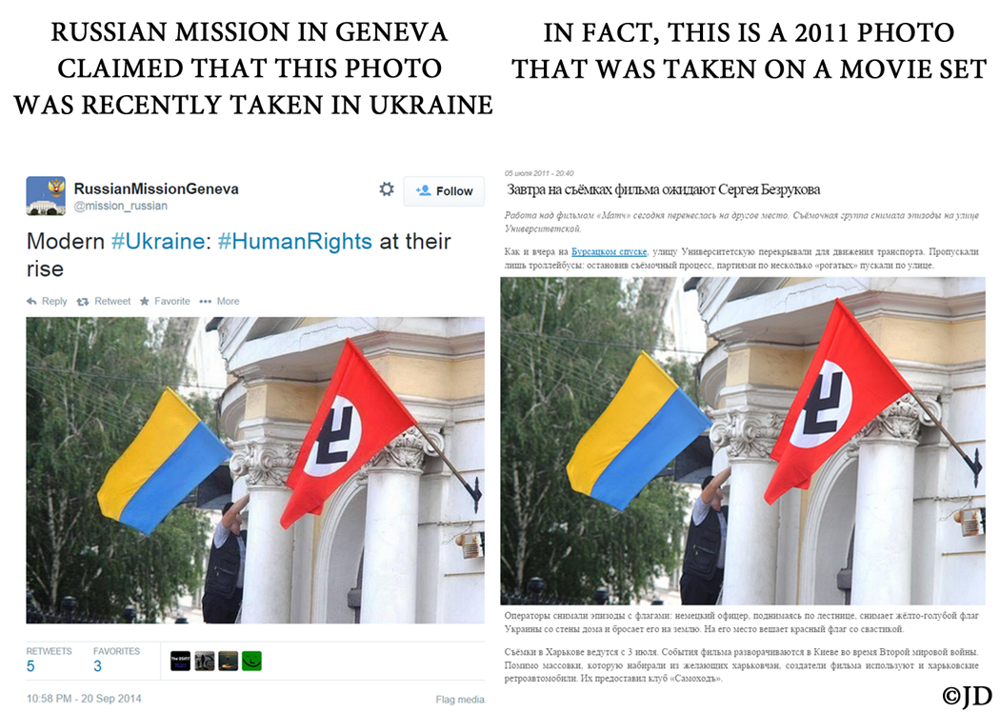 RUSSIAN MISSION IN GENEVA
CLAIMED THAT THIS PHOTO
WAS RECENTLY TAKEN IN UKRAINE
IN FACT, THIS IS A 2011 PHOTO
THAT WAS TAKEN ON A MOVIE SET
RussianMissionGeneva
@mission_russian
Follow
Modern #Ukraine: #HumanRights at their
rise
Reply Retweet Favorite More
RETWEETS FAVORITES
5 3
10:58 PM - 20 Sep 2014
Flag media
05 июля 2011 - 20:40
Завтра на съёмках фильма ожидают Сергея Безрукова
Работа над фильмом «Матч» сегодня перенеслась на другое место. Съёмочная группа снимала эпизоды на улице
Университетской.
Как и вчера на Бурсацком спуске, улицу Университетскую перекрывали для движения транспорта. Пропускали
лишь троллейбусы: остановив съёмочный процесс, партиями по несколько «рогатых» пускали по улице.
Операторы снимали эпизоды с флагами: немецкий офицер, поднимаясь по лестнице, снимает жёлто-голубой флаг
Украины со стены дома и бросает его на землю. На его место вешает красный флаг со свастикой.
Съёмки в Харькове ведутся с 3 июля. События фильма разворачиваются в Киеве во время Второй мировой войны.
Помимо массовки, которую набирали из желающих харьковчан, создатели фильма используют и харьковские
ретроавтомобили. Их предоставил клуб «Самоходъ».
©JD